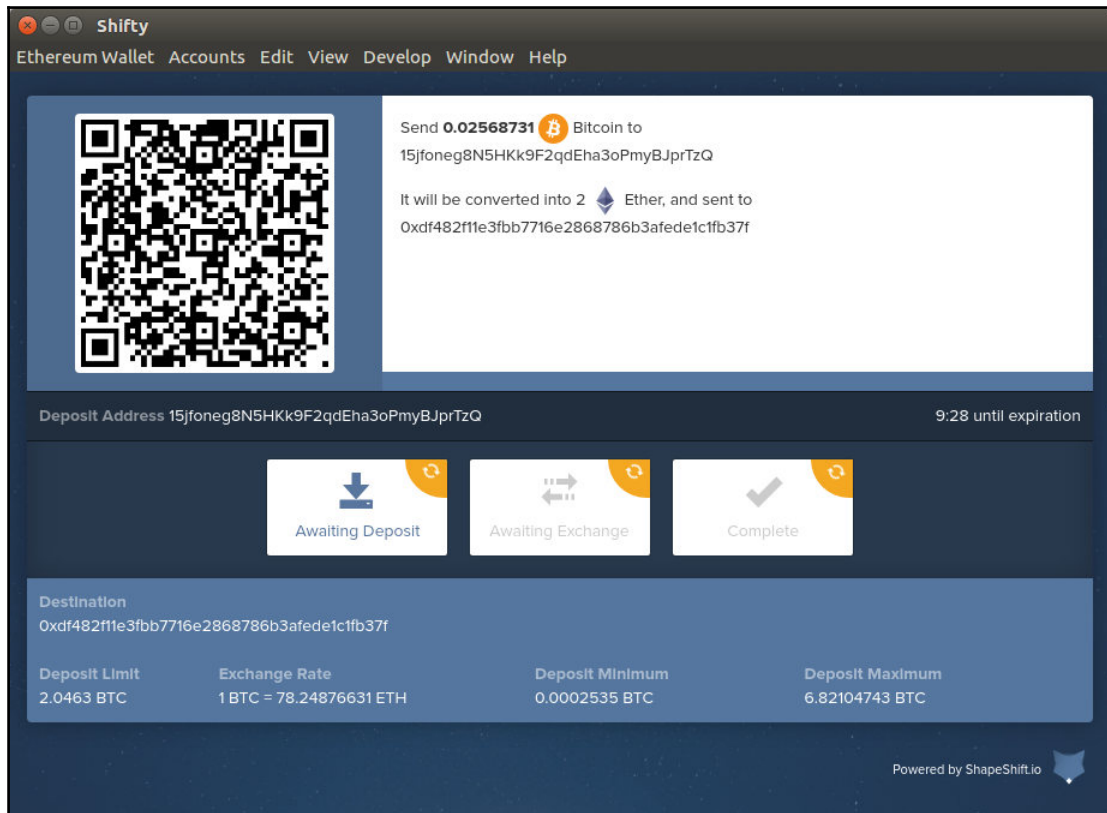 Shifty
Ethereum Wallet Accounts Edit View Develop Window Help
Send 0.02568731 Bitcoin to
15jfoneg8N5HKk9F2qdEha3oPmyBJprTzQ
It will be converted into 2 Ether, and sent to
0xdf482f11e3fbb7716e2868786b3afede1c1fb37f
Deposit Address 15jfoneg8N5HKk9F2qdEha3oPmyBJprTzQ 9:28 until expiration
Awaiting Deposit Awaiting Exchange Complete
Destination
0xdf482f11e3fbb7716e2868786b3afede1c1fb37f
Deposit Limit Exchange Rate Deposit Minimum Deposit Maximum
2.0463 BTC 1 BTC = 78.24876631 ETH 0.0002535 BTC 6.82104743 BTC
Powered by ShapeShift.io